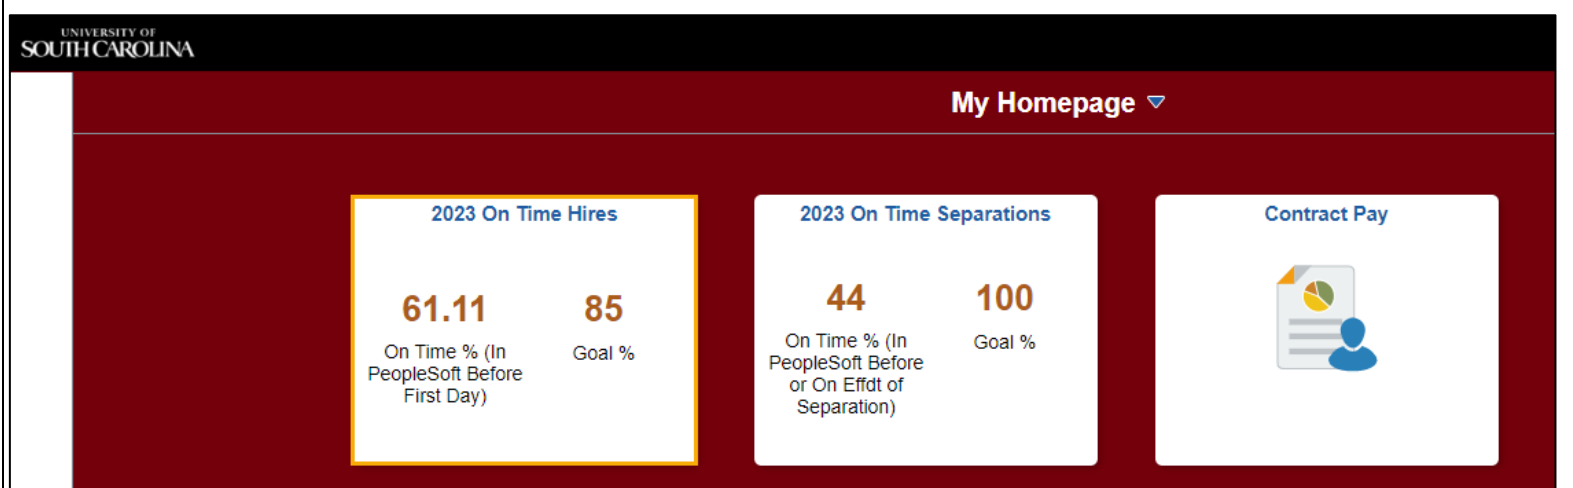 UNIVERSITY OF
SOUTH CAROLINA
My Homepage
2023 On Time Hires
61.11
85
On Time % (In
PeopleSoft Before
First Day)
Goal %
2023 On Time Separations
44
100
On Time % (In
PeopleSoft Before
or On Effdt of
Separation)
Goal %
Contract Pay